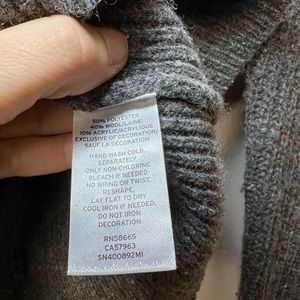 50% POLYESTER
40% WOOL/LAINE
10% ACRYLIC/ACRYLIQUE
EXCLUSIVE OF DECORATION/
SAUF LA DÉCORATION
HAND WASH COLD,
SEPARATELY
ONLY NON-CHLORINE
BLEACH IF NEEDED
NO WRING OR TWIST,
RESHAPE,
LAY FLAT TO DRY
COOL IRON IF NEEDED,
DO NOT IRON
DECORATION
RN58665
CA57963
SN400892MI